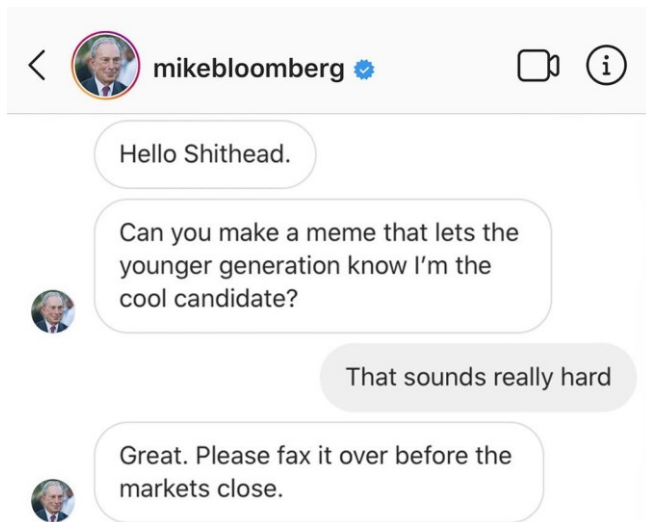 mikebloomberg
Hello Shithead.
Can you make a meme that lets the
younger generation know I'm the
cool candidate?
That sounds really hard
Great. Please fax it over before the
markets close.